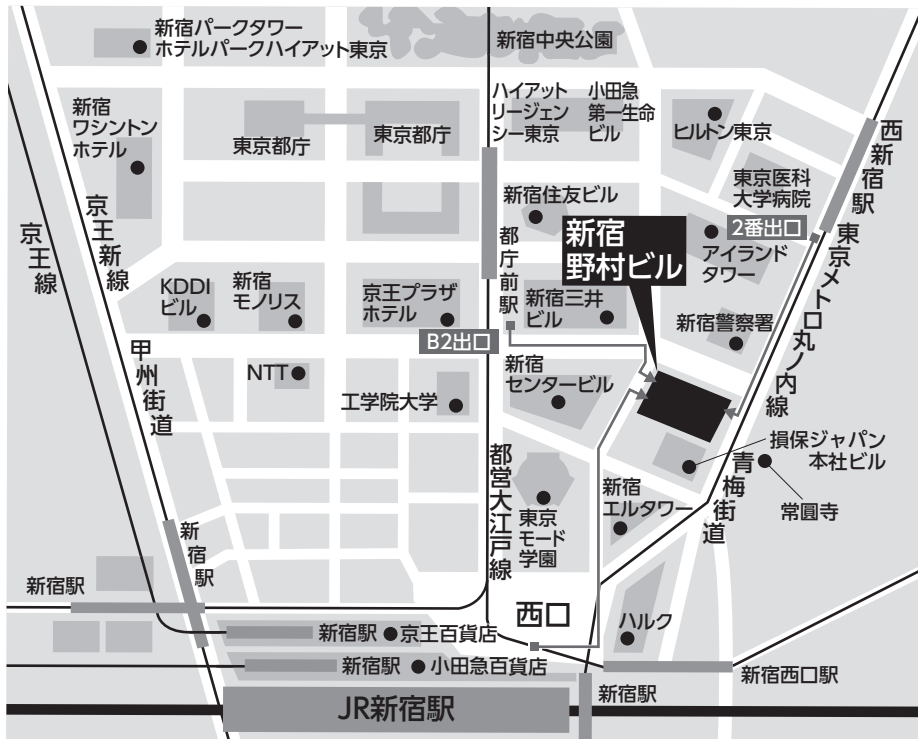 新宿パークタワー
ホテルパークハイアット東京
新宿中央公園
新宿
ワシントン
ホテル
東京都庁
東京都庁
ハイアット
リージェン
シー東京
小田急
第一生命
ビル
ヒルトン東京
西新宿駅
東京医科
大学病院
2番出口
新宿住友ビル
アイランド
タワー
京王線
京王新線
都庁前駅
新宿
野村ビル
東京メトロ丸ノ内線
KDDI
ビル
新宿
モノリス
京王プラザ
ホテル
新宿三井
ビル
新宿警察署
B2出口
甲州街道
NTT
工学院大学
新宿
センタービル
損保ジャパン
本社ビル
青梅街道
常圓寺
都営大江戸線
東京
モード
学園
新宿
エルタワー
新宿駅
新宿駅
西口
ハルク
新宿駅
京王百貨店
新宿駅
小田急百貨店
新宿西口駅
新宿駅
JR新宿駅